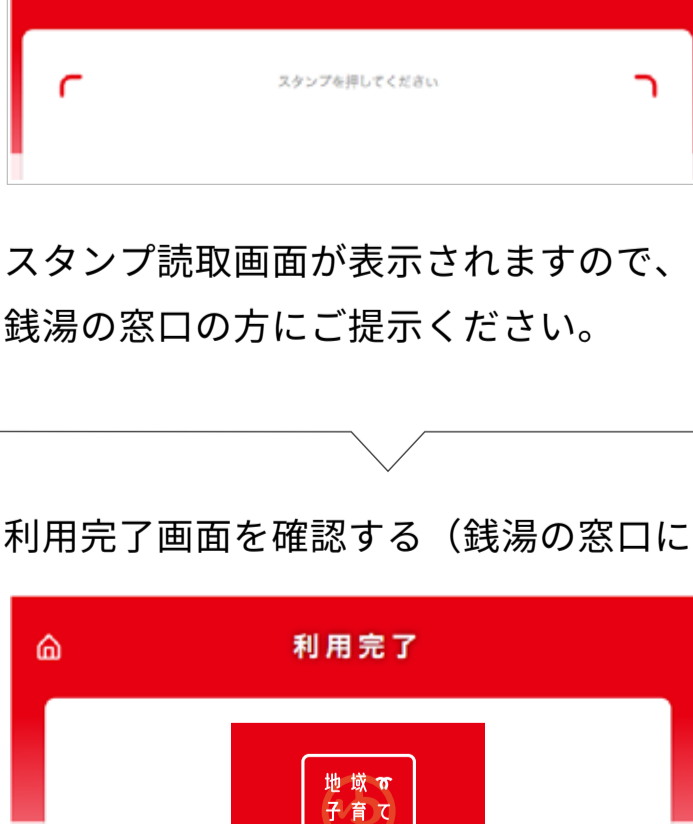 スタンプを押してください
スタンプ読取画面が表示されますので、
銭湯の窓口の方にご提示ください。
利用完了画面を確認する（銭湯の窓口に
利用完了
地域で
子育て